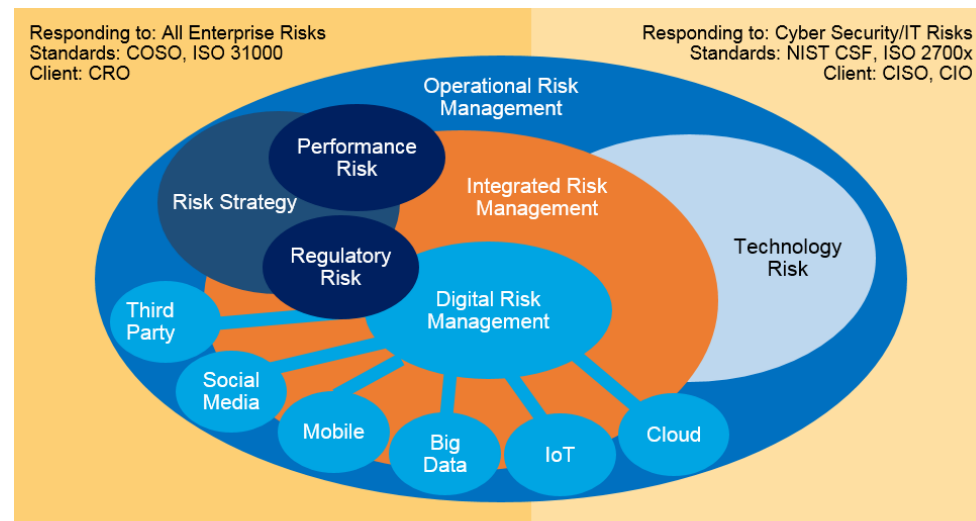 Responding to: All Enterprise Risks
Standards: COSO, ISO 31000
Client: CRO
Responding to: Cyber Security/IT Risks
Standards: NIST CSF, ISO 2700x
Client: CISO, CIO
Operational Risk
Management
Performance
Risk
Risk Strategy
Integrated Risk
Management
Regulatory
Risk
Technology
Risk
Digital Risk
Management
Third
Party
Social
Media
Mobile
Big
Data
IoT
Cloud